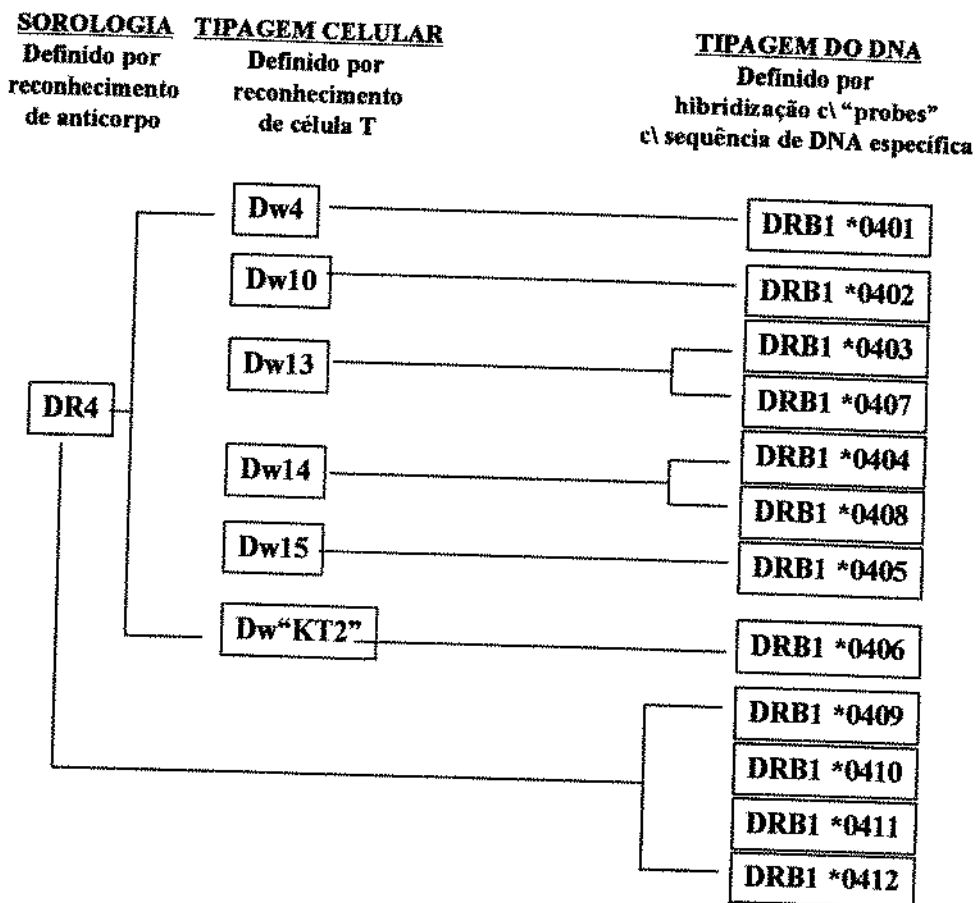 SOROLOGIA
Definido por
reconhecimento
de anticorpo
TIPAGEM CELULAR
Definido por
reconhecimento
de célula T
TIPAGEM DO DNA
Definido por
hibridização c\ “probes”
c\ sequência de DNA específica
DR4
Dw4
Dw10
Dw13
Dw14
Dw15
Dw“KT2”
DRB1 *0401
DRB1 *0402
DRB1 *0403
DRB1 *0407
DRB1 *0404
DRB1 *0408
DRB1 *0405
DRB1 *0406
DRB1 *0409
DRB1 *0410
DRB1 *0411
DRB1 *0412